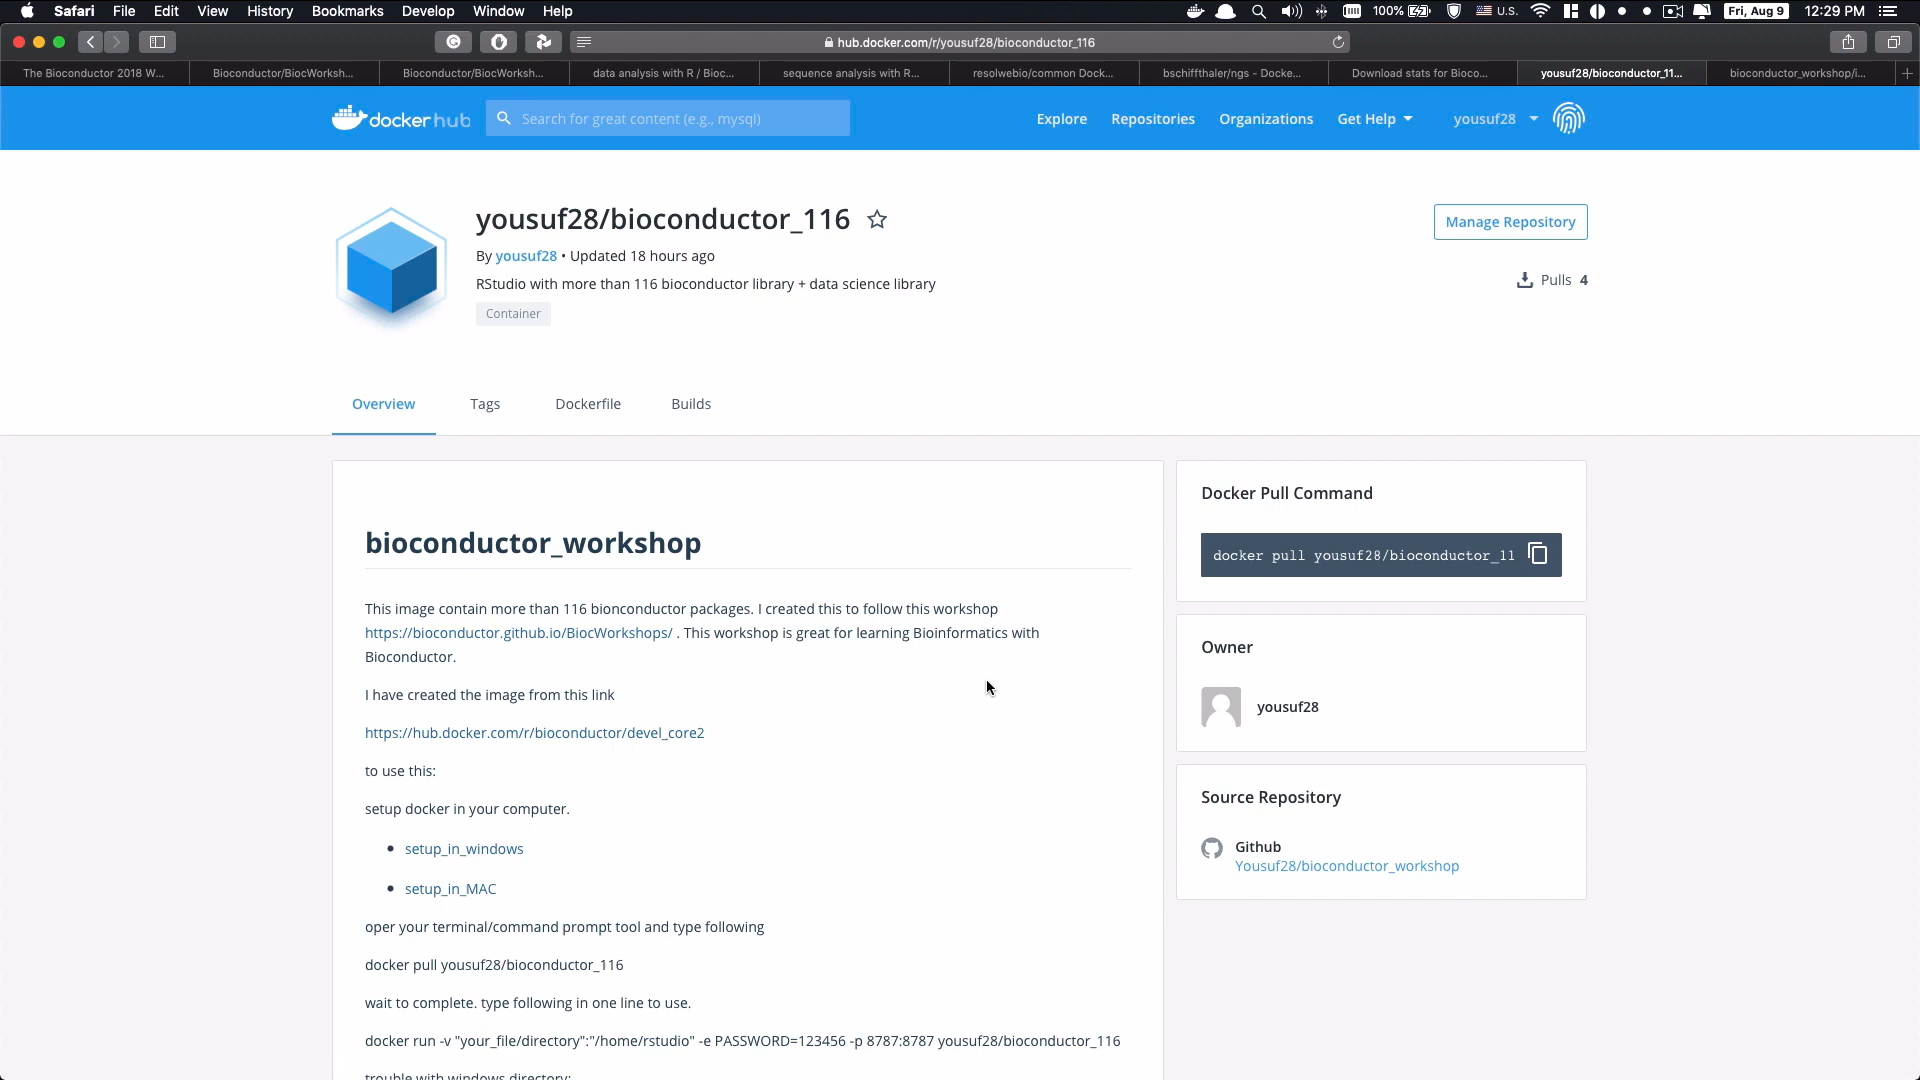 Safari File Edit View History Bookmarks Develop Window Help 100% U.S. Fri, Aug 9 12:29 PM
hub.docker.com/r/yousuf28/bioconductor_116
The Bioconductor 2018 W... Bioconductor/BiocWorksh... Bioconductor/BiocWorksh... data analysis with R / Bioc... sequence analysis with R... resolwebio/common Dock... bschiffthaler/ngs - Docke... Download stats for Bioco... yousuf28/bioconductor_11... bioconductor_workshop/i...
docker hub Search for great content (e.g., mysql) Explore Repositories Organizations Get Help yousuf28
yousuf28/bioconductor_116
Manage Repository
By yousuf28 • Updated 18 hours ago
RStudio with more than 116 bioconductor library + data science library
Pulls 4
Container
Overview Tags Dockerfile Builds
bioconductor_workshop
This image contain more than 116 bionconductor packages. I created this to follow this workshop
https://bioconductor.github.io/BiocWorkshops/ . This workshop is great for learning Bioinformatics with
Bioconductor.
I have created the image from this link
https://hub.docker.com/r/bioconductor/devel_core2
to use this:
setup docker in your computer.
• setup_in_windows
• setup_in_MAC
oper your terminal/command prompt tool and type following
docker pull yousuf28/bioconductor_116
wait to complete. type following in one line to use.
docker run -v "your_file/directory":"/home/rstudio" -e PASSWORD=123456 -p 8787:8787 yousuf28/bioconductor_116
trouble with windows directory:
Docker Pull Command
docker pull yousuf28/bioconductor_11
Owner
yousuf28
Source Repository
Github
Yousuf28/bioconductor_workshop